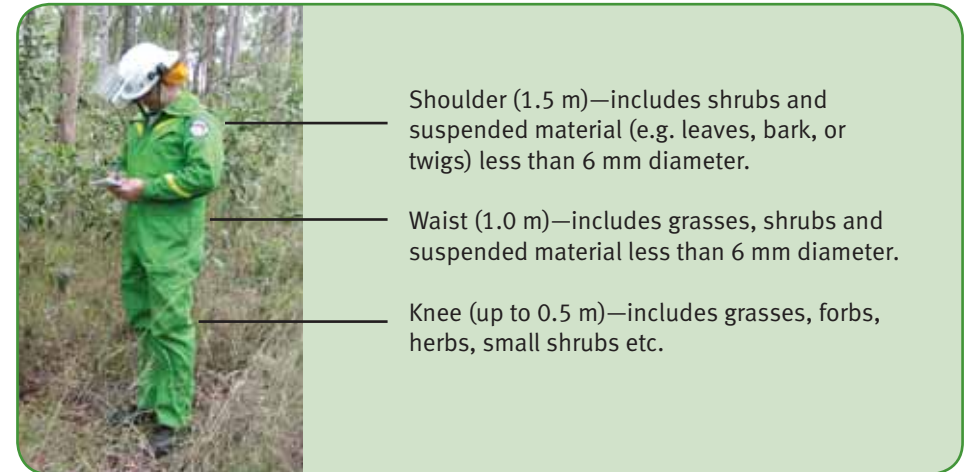 Shoulder (1.5 m)—includes shrubs and
suspended material (e.g. leaves, bark, or
twigs) less than 6 mm diameter.
Waist (1.0 m)—includes grasses, shrubs and
suspended material less than 6 mm diameter.
Knee (up to 0.5 m)—includes grasses, forbs,
herbs, small shrubs etc.